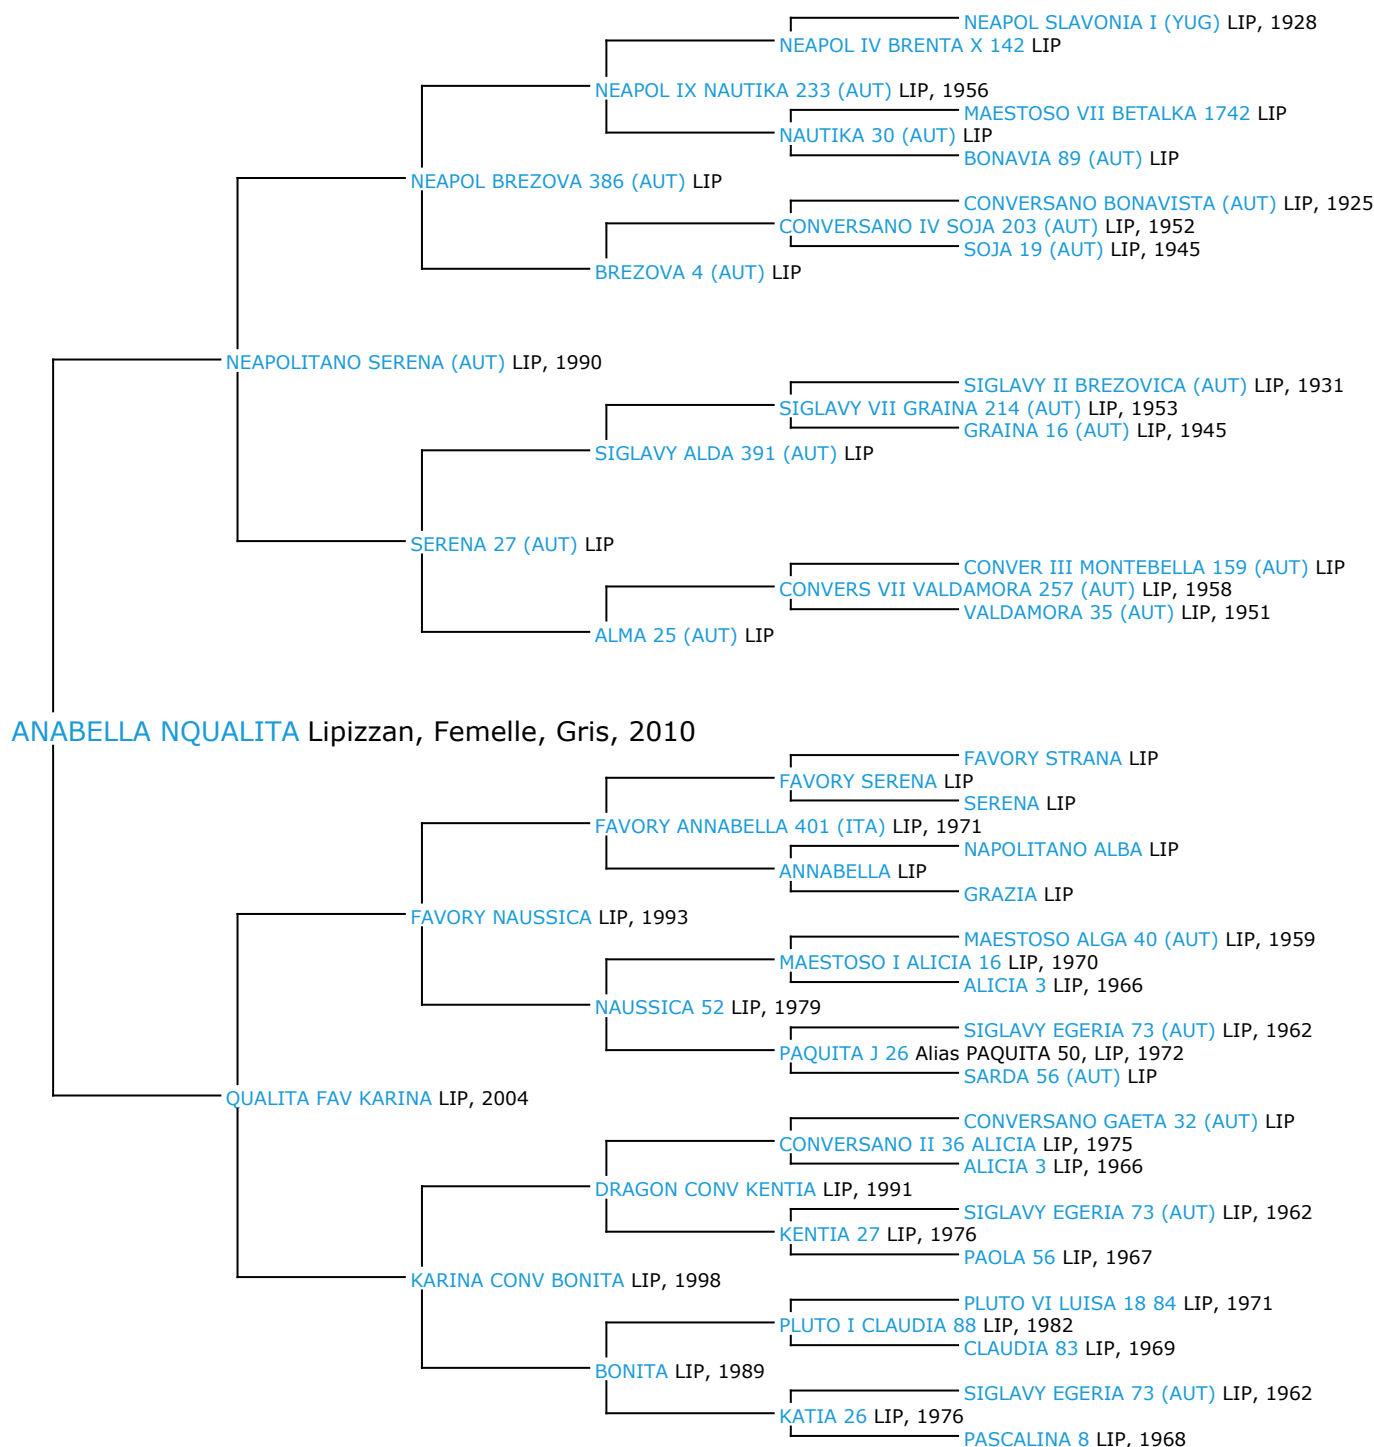 NEAPOL SLAVONIA I (YUG) LIP, 1928
NEAPOL IV BRENTA X 142 LIP
NEAPOL IX NAUTIKA 233 (AUT) LIP, 1956
MAESTOSO VII BETALKA 1742 LIP
NAUTIKA 30 (AUT) LIP
BONAVIA 89 (AUT) LIP
NEAPOL BREZOVA 386 (AUT) LIP
CONVERSANO BONAVISTA (AUT) LIP, 1925
CONVERSANO IV SOJA 203 (AUT) LIP, 1952
SOJA 19 (AUT) LIP, 1945
BREZOVA 4 (AUT) LIP
NEAPOLITANO SERENA (AUT) LIP, 1990
SIGLAVY II BREZOVICA (AUT) LIP, 1931
SIGLAVY VII GRAINA 214 (AUT) LIP, 1953
GRAINA 16 (AUT) LIP, 1945
SIGLAVY ALDA 391 (AUT) LIP
SERENA 27 (AUT) LIP
CONVER III MONTEBELLA 159 (AUT) LIP
CONVERS VII VALDAMORA 257 (AUT) LIP, 1958
VALDAMORA 35 (AUT) LIP, 1951
ALMA 25 (AUT) LIP
ANABELLA NQUALITA Lipizzan, Femelle, Gris, 2010
FAVORY STRANA LIP
FAVORY SERENA LIP
SERENA LIP
FAVORY ANNABELLA 401 (ITA) LIP, 1971
NAPOLITANO ALBA LIP
ANNABELLA LIP
GRAZIA LIP
FAVORY NAUSSICA LIP, 1993
MAESTOSO ALGA 40 (AUT) LIP, 1959
MAESTOSO I ALICIA 16 LIP, 1970
ALICIA 3 LIP, 1966
NAUSSICA 52 LIP, 1979
SIGLAVY EGERIA 73 (AUT) LIP, 1962
PAQUITA J 26 Alias PAQUITA 50, LIP, 1972
SARDA 56 (AUT) LIP
QUALITA FAV KARINA LIP, 2004
CONVERSANO GAETA 32 (AUT) LIP
CONVERSANO II 36 ALICIA LIP, 1975
ALICIA 3 LIP, 1966
DRAGON CONV KENTIA LIP, 1991
SIGLAVY EGERIA 73 (AUT) LIP, 1962
KENTIA 27 LIP, 1976
PAOLA 56 LIP, 1967
KARINA CONV BONITA LIP, 1998
PLUTO VI LUISA 18 84 LIP, 1971
PLUTO I CLAUDIA 88 LIP, 1982
CLAUDIA 83 LIP, 1969
BONITA LIP, 1989
SIGLAVY EGERIA 73 (AUT) LIP, 1962
KATIA 26 LIP, 1976
PASCALINA 8 LIP, 1968